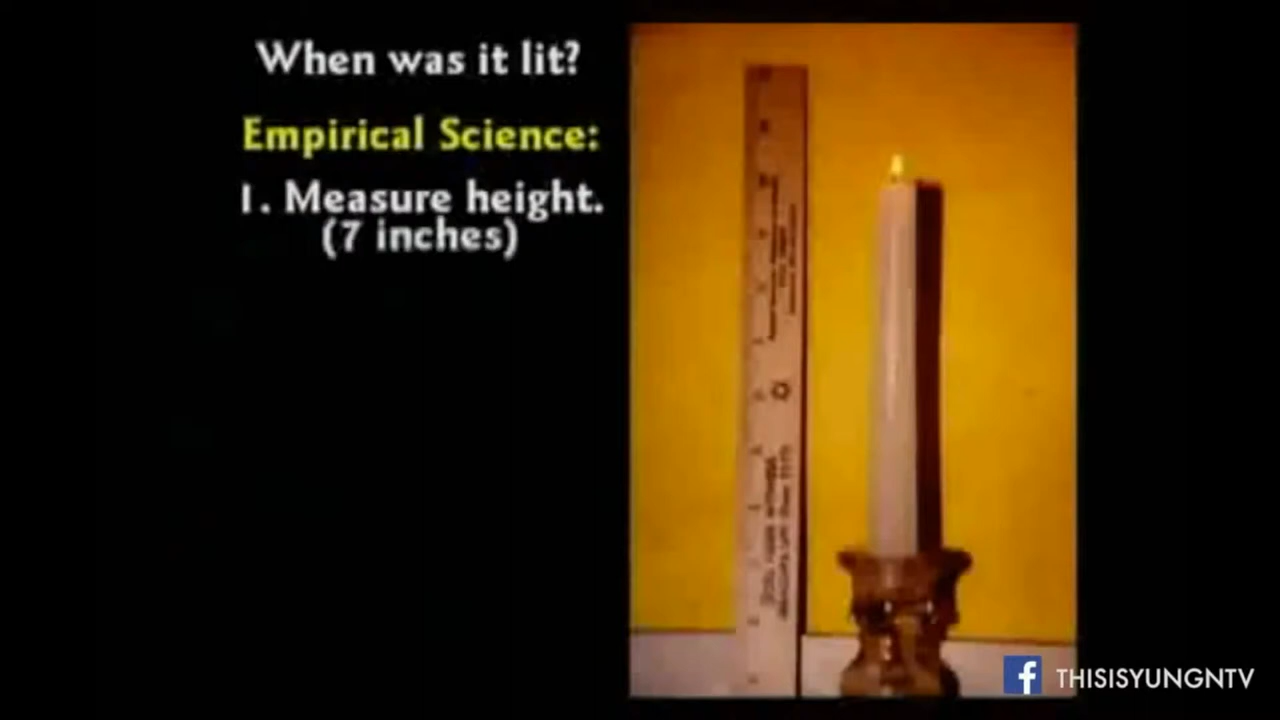 When was it lit?
Empirical Science:
1. Measure height.
(7 inches)
THISISYUNGNTV